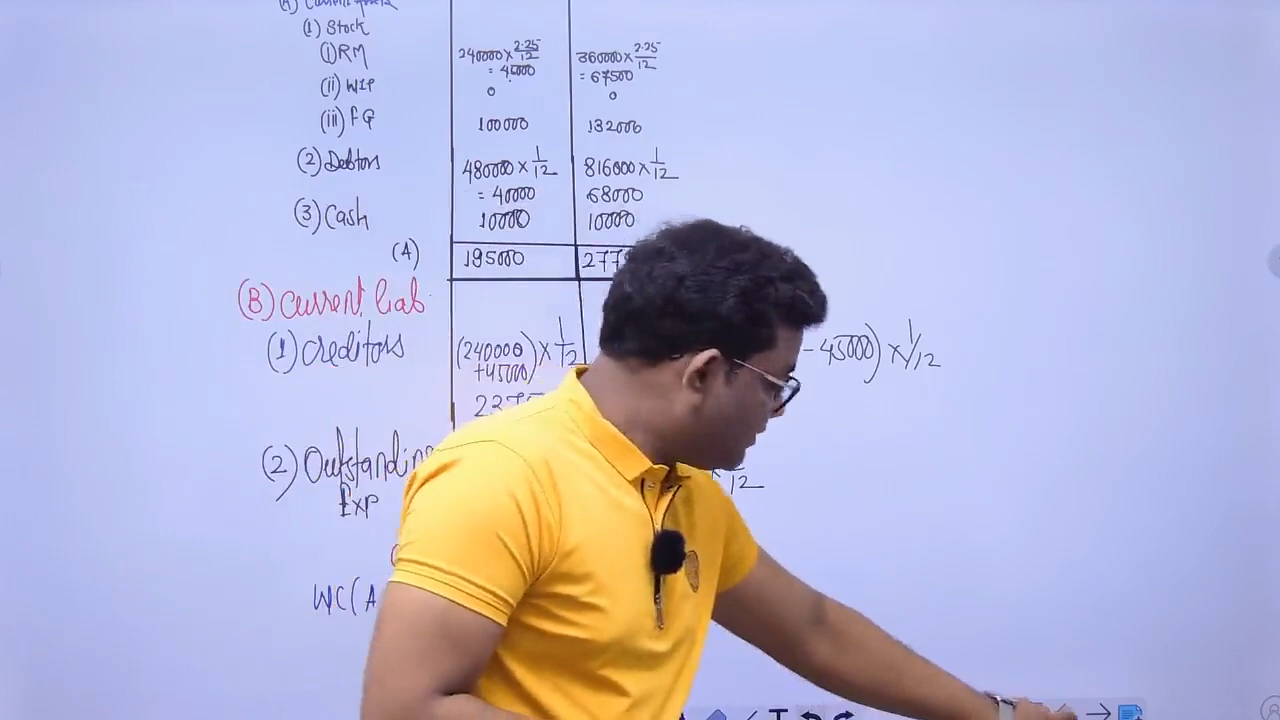 (1) Stock
(i) RM 240000 × 2.25/12 360000 × 2.25/12
= 45000 = 67500
(ii) WIP 0 0
(iii) FG 100000 132000
(2) Debtors 480000 × 1/12 816000 × 1/12
= 40000 68000
(3) Cash 10000 10000
(A) 195000 277
(B) Current liab.
(1) Creditors (240000 +45000) × 1/12 - 45000) × 1/12
237
(2) Outstanding
Exp 12
WC (A